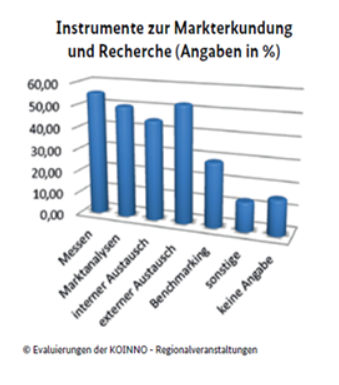 Instrumente zur Markterkundung
und Recherche (Angaben in %)
60,00
50,00
40,00
30,00
20,00
10,00
0,00
Messen
Marktanalysen
interner Austausch
externer Austausch
Benchmarking
sonstige
keine Angabe
© Evaluierungen der KOINNO - Regionalveranstaltungen